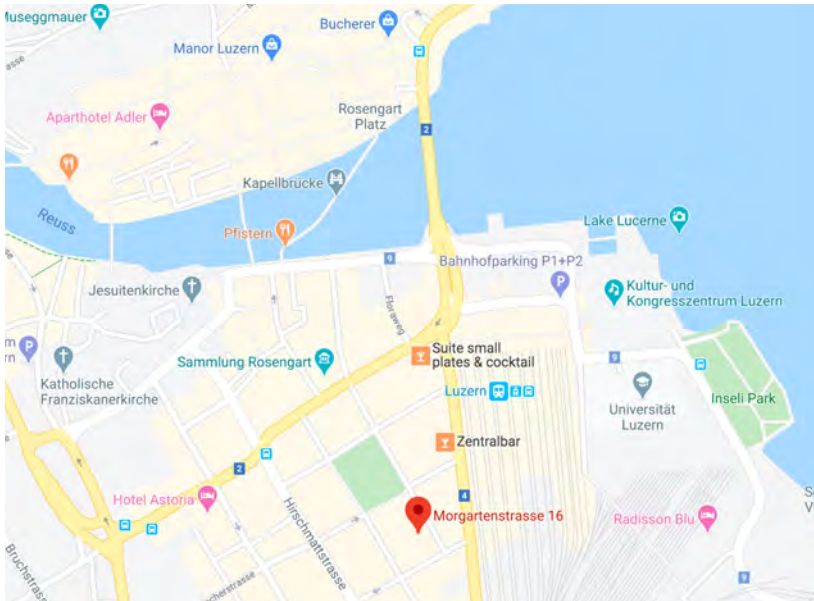 Museggmauer
Bucherer
Manor Luzern
Rosengart
Platz
Aparthotel Adler
2
Kapellbrücke
Reuss
Pfistern
Lake Lucerne
9
Bahnhofparking P1+P2
Jesuitenkirche
Kultur- und
Kongresszentrum Luzern
Floraweg
P
Suite small
plates & cocktail
Sammlung Rosengart
9
Katholische
Franziskanerkirche
Luzern
Inseli Park
Universität
Luzern
Zentralbar
2
Hotel Astoria
4
Hirschmattstrasse
Morgartenstrasse 16
Radisson Blu
Bruchstrasse
9